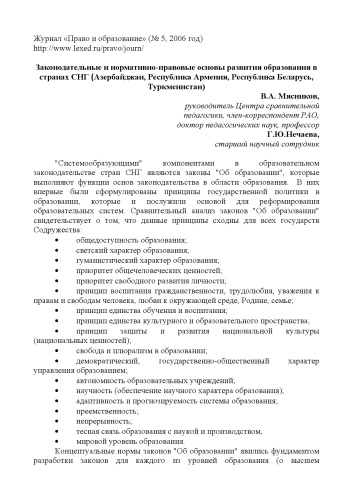 Журнал «Право и образование» (№ 5, 2006 год)
http://www.lexed.ru/pravo/journ/
Законодательные и нормативно-правовые основы развития образования в
странах СНГ (Азербайджан, Республика Армения, Республика Беларусь,
Туркменистан)
В.А. Мясников,
руководитель Центра сравнительной
педагогики, член-корреспондент РАО,
доктор педагогических наук, профессор
Г.Ю.Нечаева,
старший научный сотрудник
"Системообразующими" компонентами в образовательном
законодательстве стран СНГ являются законы "Об образовании", которые
выполняют функции основ законодательства в области образования. В них
впервые были сформулированы принципы государственной политики в
образовании, которые и послужили основой для реформирования
образовательных систем. Сравнительный анализ законов "Об образовании"
свидетельствует о том, что данные принципы сходны для всех государств
Содружества:
• общедоступность образования;
• светский характер образования;
• гуманистический характер образования;
• приоритет общечеловеческих ценностей;
• приоритет свободного развития личности;
• принцип воспитания гражданственности, трудолюбия, уважения к
правам и свободам человека, любви к окружающей среде, Родине, семье;
• принцип единства обучения и воспитания;
• принцип единства культурного и образовательного пространства;
• принцип защиты и развития национальной культуры
(национальных ценностей);
• свобода и плюрализм в образовании;
• демократический, государственно-общественный характер
управления образованием;
• автономность образовательных учреждений;
• научность (обеспечение научного характера образования);
• адаптивность и прогнозируемость системы образования;
• преемственность;
• непрерывность;
• тесная связь образования с наукой и производством,
• мировой уровень образования.
Концептуальные нормы законов "Об образовании" явились фундаментом
разработки законов для каждого из уровней образования (о высшем